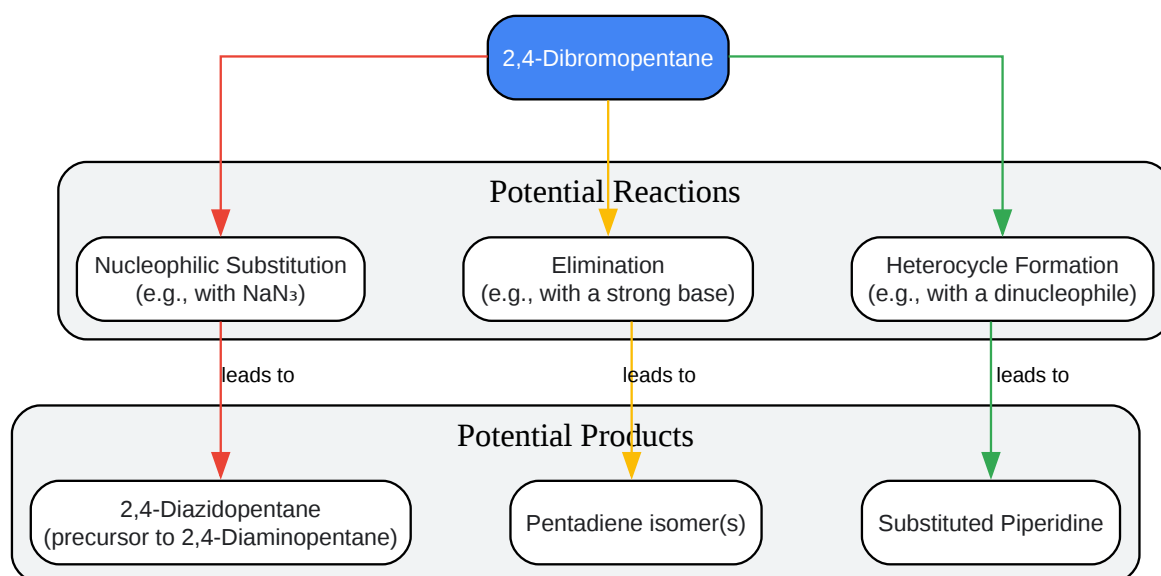 2,4-Dibromopentane
Potential Reactions
Nucleophilic Substitution
(e.g., with NaN₃)
Elimination
(e.g., with a strong base)
Heterocycle Formation
(e.g., with a dinucleophile)
leads to
leads to
leads to
Potential Products
2,4-Diazidopentane
(precursor to 2,4-Diaminopentane)
Pentadiene isomer(s)
Substituted Piperidine